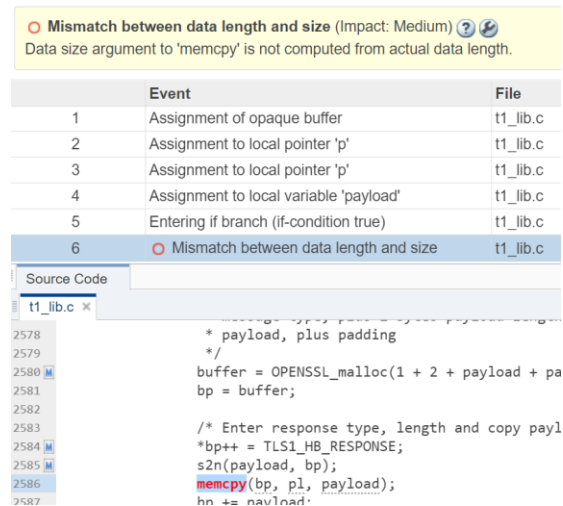 Mismatch between data length and size (Impact: Medium)
Data size argument to 'memcpy' is not computed from actual data length.
Event File
1 Assignment of opaque buffer t1_lib.c
2 Assignment to local pointer 'p' t1_lib.c
3 Assignment to local pointer 'p' t1_lib.c
4 Assignment to local variable 'payload' t1_lib.c
5 Entering if branch (if-condition true) t1_lib.c
6 Mismatch between data length and size t1_lib.c
Source Code
t1_lib.c ×
2578 * payload, plus padding
2579 */
2580 M buffer = OPENSSL_malloc(1 + 2 + payload + pa
2581 bp = buffer;
2582
2583 /* Enter response type, length and copy payl
2584 M *bp++ = TLS1_HB_RESPONSE;
2585 M s2n(payload, bp);
2586 memcpy(bp, pl, payload);
2587 bp += payload;